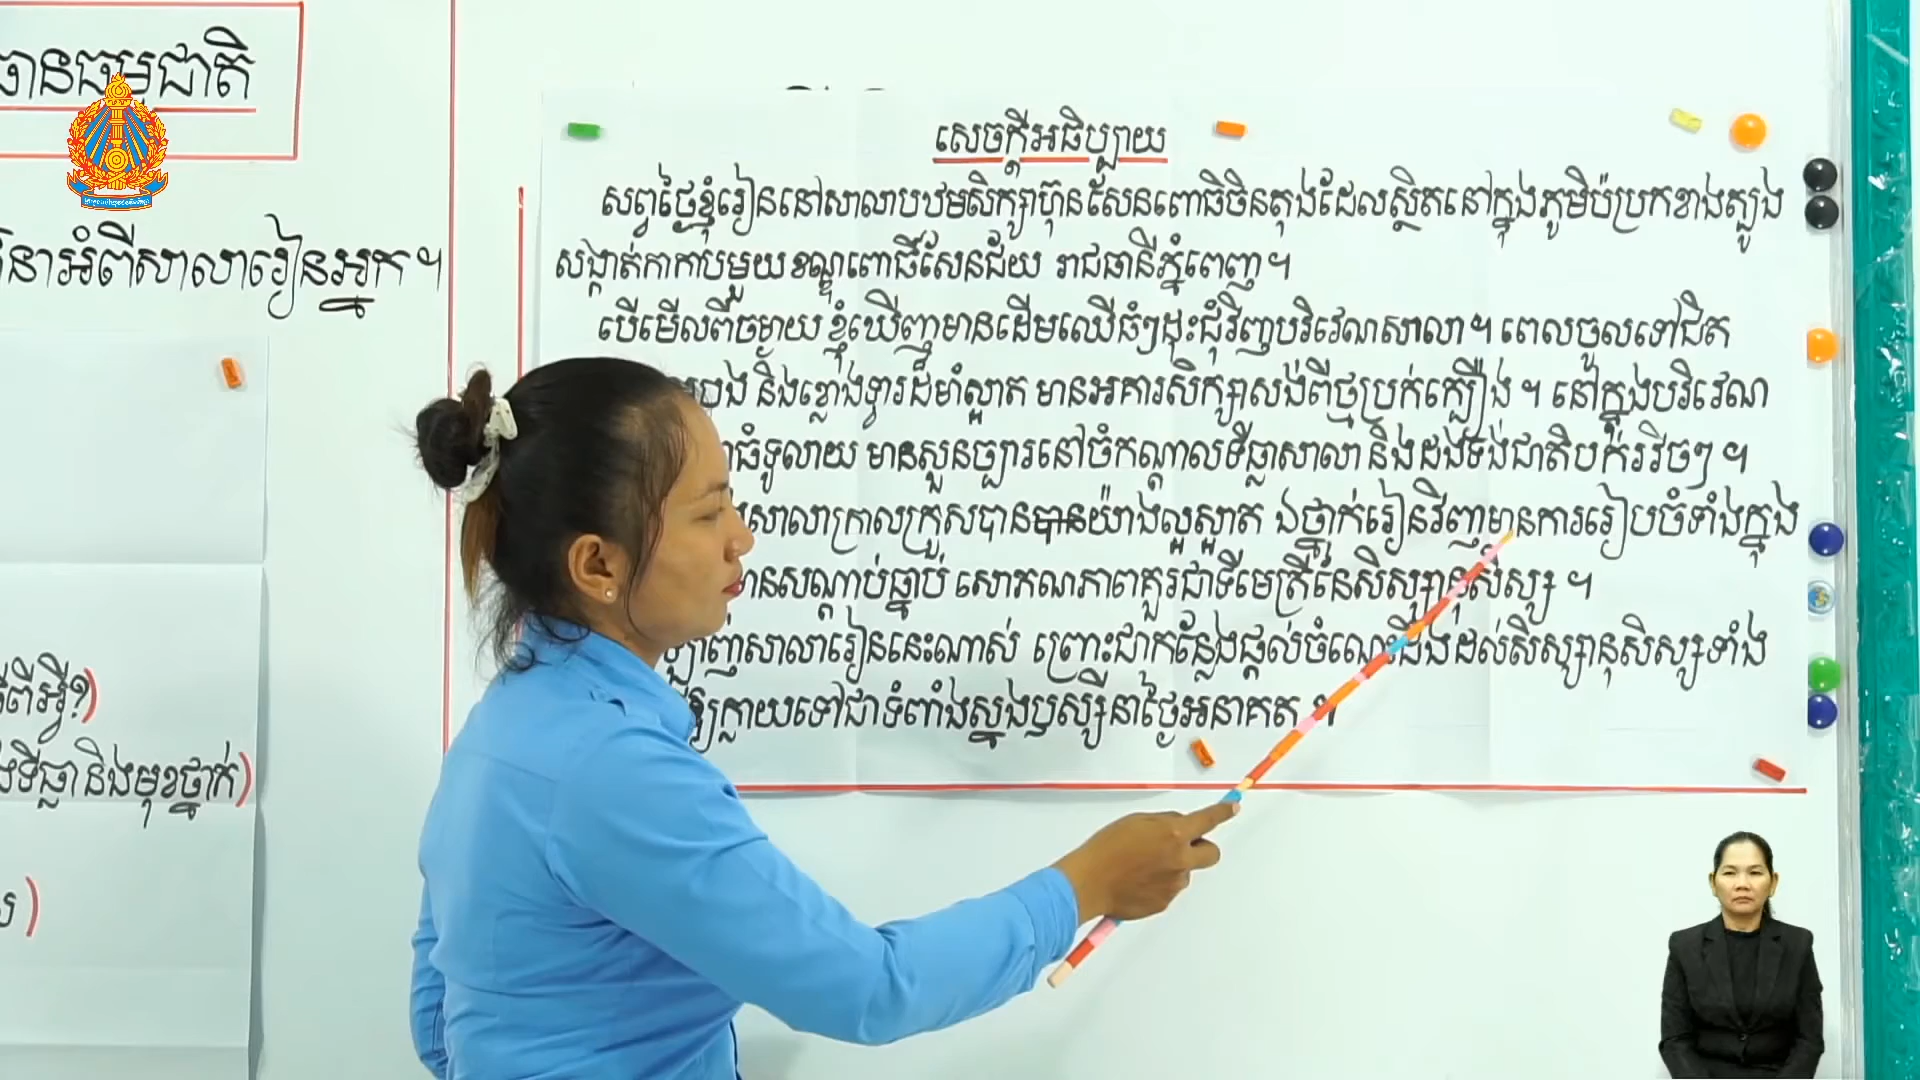 ធានធម្មជាតិ
នាអំពីសាលារៀនអ្នក។
ពីអ្វី?)
ទីធ្លា និងមុខថ្នាក់)
សេចក្តីអធិប្បាយ
សព្វថ្ងៃខ្ញុំរៀននៅសាលាបឋមសិក្សាហ៊ុនសែនពោធិចិនតុងដែលស្ថិតនៅក្នុងភូមិប៉ប្រកខាងត្បូង
សង្កាត់កាកាបមួយ ខណ្ឌពោធិ៍សែនជ័យ រាជធានីភ្នំពេញ។
បើមើលពីចម្ងាយ ខ្ញុំឃើញមានដើមឈើធំៗដុះជុំវិញបរិវេណសាលា។ ពេលចូលទៅជិត
របង និងខ្លោងទ្វារដ៏មាំស្អាត មានអគារសិក្សាសង់ពីថ្មប្រក់ក្បឿង។ នៅក្នុងបរិវេណ
ធំទូលាយ មានសួនច្បារនៅចំកណ្តាលទីធ្លាសាលា និងដងទង់ជាតិបក់រវិចៗ ។
សាលាក្រាលក្រួសបានបានយ៉ាងល្អស្អាត ឯថ្នាក់រៀនវិញមានការរៀបចំទាំងក្នុង
មានសណ្តាប់ធ្នាប់ សោភណភាពគួរជាទីមេត្រីនៃសិស្សានុសិស្ស ។
ស្រឡាញ់សាលារៀននេះណាស់ ព្រោះជាកន្លែងផ្តល់ចំណេះដឹងដល់សិស្សានុសិស្សទាំង
ឲ្យក្លាយទៅជាទំពាំងស្នងឫស្សីនាថ្ងៃអនាគត ។